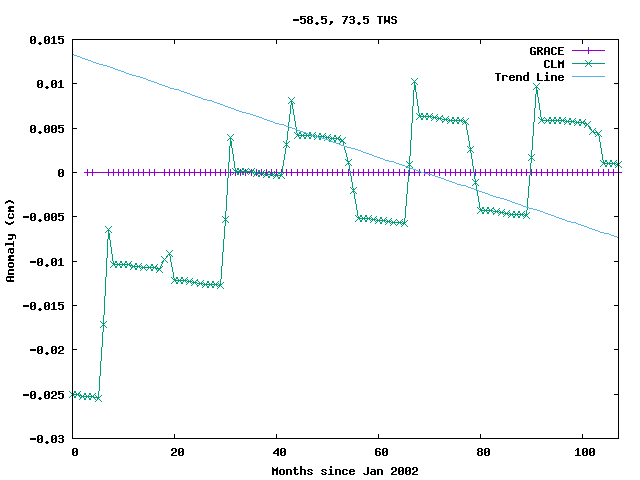 -58.5, 73.5 TWS
GRACE
CLM
Trend Line
0.015
0.01
0.005
0
-0.005
-0.01
-0.015
-0.02
-0.025
-0.03
Anomaly (cm)
0 20 40 60 80 100
Months since Jan 2002